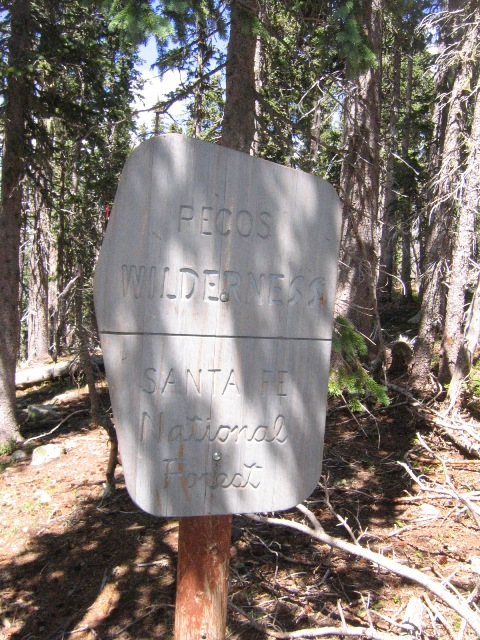 PECOS
WILDERNESS
SANTA FE
National
Forest